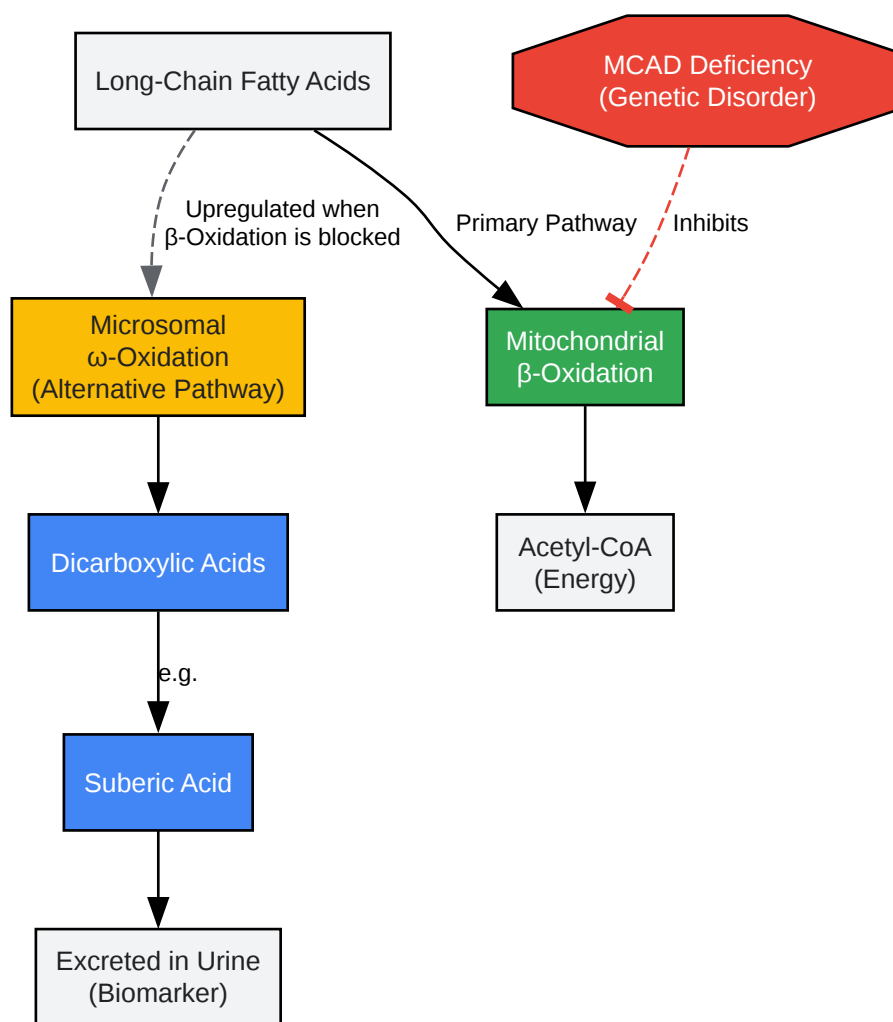 Long-Chain Fatty Acids
MCAD Deficiency
(Genetic Disorder)
Upregulated when
β-Oxidation is blocked
Primary Pathway
Inhibits
Microsomal
ω-Oxidation
(Alternative Pathway)
Mitochondrial
β-Oxidation
Dicarboxylic Acids
Acetyl-CoA
(Energy)
e.g.
Suberic Acid
Excreted in Urine
(Biomarker)